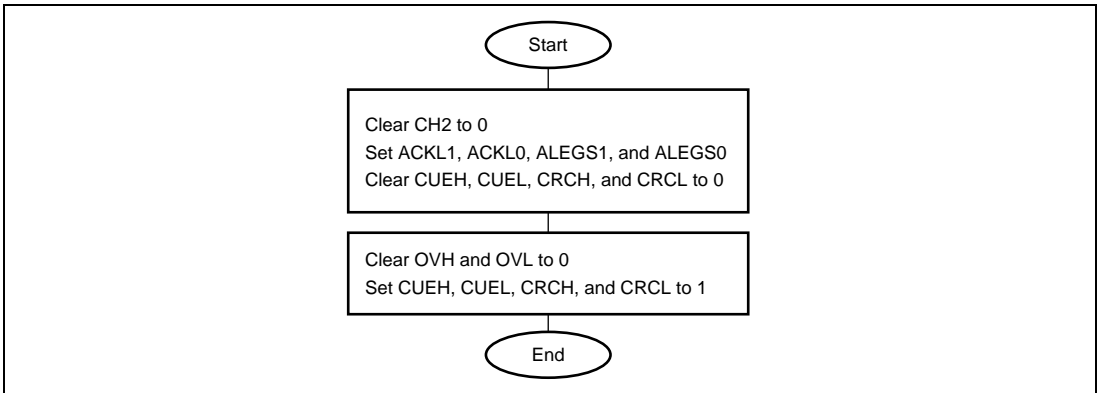 Start
Clear CH2 to 0
Set ACKL1, ACKL0, ALEGS1, and ALEGS0
Clear CUEH, CUEL, CRCH, and CRCL to 0
Clear OVH and OVL to 0
Set CUEH, CUEL, CRCH, and CRCL to 1
End